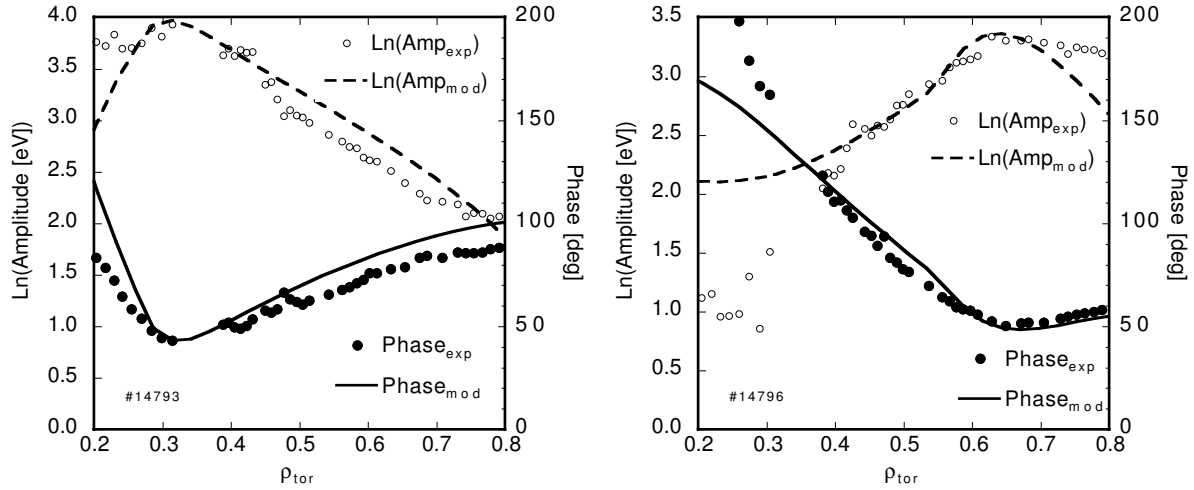 4.0
3.5
3.0
2.5
2.0
1.5
1.0
0.5
0.0
Ln(Amplitude [eV])
200
150
100
50
0
Phase [deg]
Ln(Amp_exp)
Ln(Amp_mod)
Phase_exp
Phase_mod
#14793
0.2 0.3 0.4 0.5 0.6 0.7 0.8
ρ_tor
3.5
3.0
2.5
2.0
1.5
1.0
0.5
0.0
Ln(Amplitude [eV])
200
150
100
50
0
Phase [deg]
Ln(Amp_exp)
Ln(Amp_mod)
Phase_exp
Phase_mod
#14796
0.2 0.3 0.4 0.5 0.6 0.7 0.8
ρ_tor